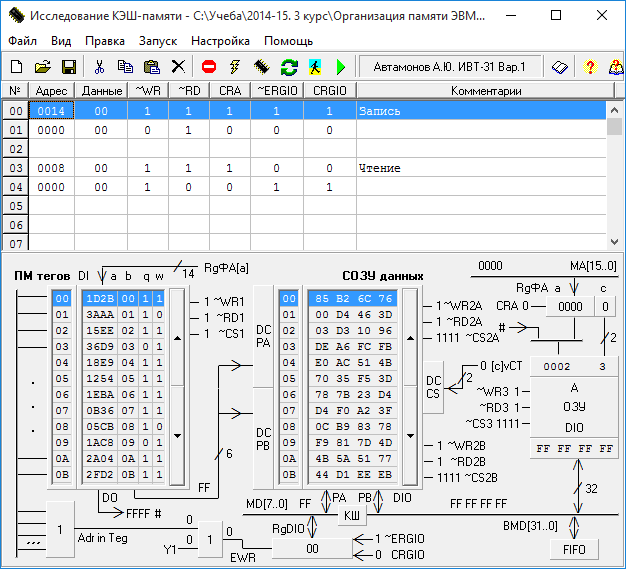 Исследование КЭШ-памяти - C:\Учеба\2014-15. 3 курс\Организация памяти ЭВМ...
Файл Вид Правка Запуск Настройка Помощь
Автамонов А.Ю. ИВТ-31 Вар.1
№ Адрес Данные ~WR ~RD CRA ~ERGIO CRGIO Комментарии
00 0014 00 1 1 1 1 1 Запись
01 0000 00 0 1 0 0 0
02
03 0008 00 1 1 1 0 0 Чтение
04 0000 00 1 0 0 1 1
05
06
07
ПМ тегов DI a b q w 14 RgФА[a] СОЗУ данных 0000 MA[15..0]
RgФА a c
CRA 0 0000 0
00 1D2B 00 1 1
01 3AAA 01 1 0
02 15EE 02 1 1
03 36D9 03 0 1
04 18E9 04 1 1
05 1254 05 1 1
06 1EBA 06 1 1
07 0B36 07 1 1
08 05CB 08 1 0
09 1AC8 09 0 1
0A 2A04 0A 1 1
0B 2FD2 0B 1 1
1 ~WR1
1 ~RD1
1 ~CS1
DC PA
DC PB
6
FF
00 85 B2 6C 76
01 00 D4 46 3D
02 03 D3 10 96
03 DE A6 FC FB
04 E0 AC 51 4B
05 70 35 F5 3D
06 78 7B 23 D4
07 D4 F0 A2 3F
08 0C B9 83 78
09 F9 81 7D 4D
0A 4B 5A 51 77
0B 44 D1 EE EB
1 ~WR2A
1 ~RD2A
1111 ~CS2A
#
2
0 [c]vCT
2
DC CS
0002 3
A
~WR3 1
ОЗУ
~RD3 1
DIO
CS3 1111
FF FF FF FF
1 ~WR2B
1 ~RD2B
1111 ~CS2B
32
DO
FFFF #
MD[7..0] FF PA PB DIO FF FF FF FF
КШ
BMD[31..0]
1
Adr in Teg
0
0
Y1
1
EWR
RgDIO
00
1 ~ERGIO
0 CRGIO
FIFO